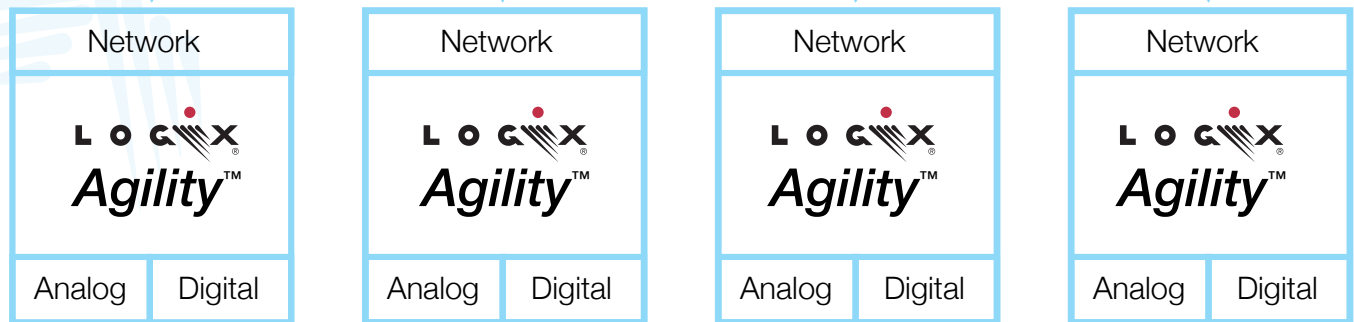 Network Network Network Network
LOGIX® LOGIX® LOGIX® LOGIX®
Agility™ Agility™ Agility™ Agility™
Analog Digital Analog Digital Analog Digital Analog Digital